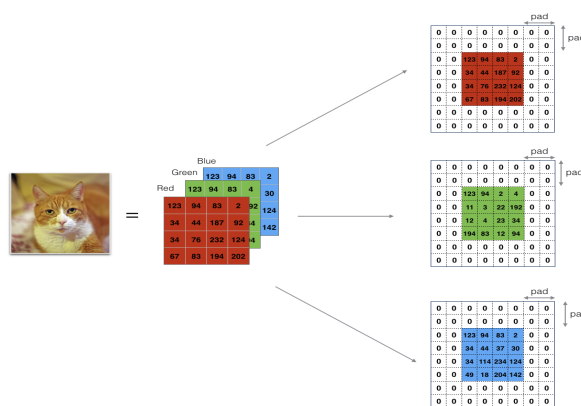 pad
0 0 0 0 0 0 0 0
0 0 0 0 0 0 0 0
0 0 123 94 83 2 0 0
0 0 34 44 187 92 0 0
0 0 34 76 232 124 0 0
0 0 67 83 194 202 0 0
0 0 0 0 0 0 0 0
0 0 0 0 0 0 0 0
Blue
Green 123 94 83 2
Red 123 94 83 4 30
123 94 83 2 92 124
34 44 187 92 142
34 76 232 124
67 83 194 202
=
pad
0 0 0 0 0 0 0 0
0 0 0 0 0 0 0 0
0 0 123 94 2 4 0 0
0 0 11 3 22 192 0 0
0 0 12 4 23 34 0 0
0 0 194 83 12 94 0 0
0 0 0 0 0 0 0 0
0 0 0 0 0 0 0 0
pad
0 0 0 0 0 0 0 0
0 0 0 0 0 0 0 0
0 0 123 94 83 2 0 0
0 0 34 44 37 30 0 0
0 0 34 114 234 124 0 0
0 0 49 18 204 142 0 0
0 0 0 0 0 0 0 0
0 0 0 0 0 0 0 0